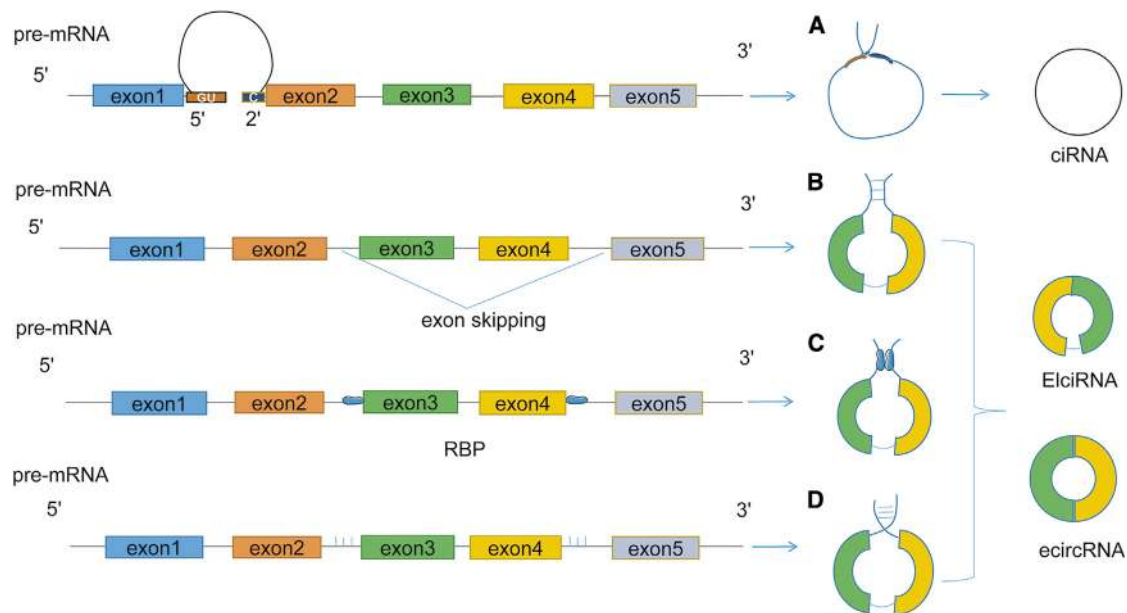 pre-mRNA
5'
exon1
GU
5'
C
2'
exon2
exon3
exon4
exon5
3'
A
ciRNA
pre-mRNA
5'
exon1
exon2
exon3
exon4
exon5
3'
exon skipping
B
pre-mRNA
5'
exon1
exon2
exon3
exon4
exon5
3'
RBP
C
EIciRNA
pre-mRNA
5'
exon1
exon2
exon3
exon4
exon5
3'
D
ecircRNA